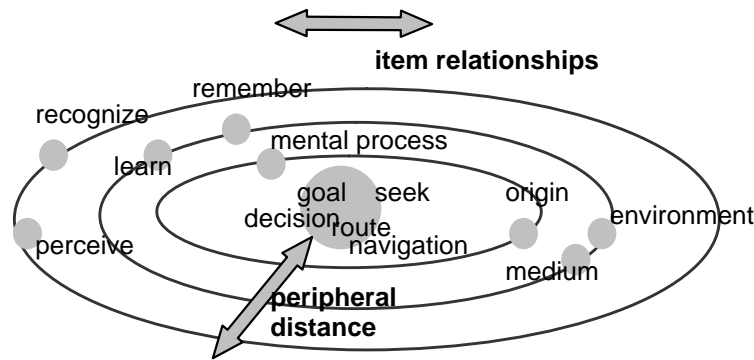 item relationships
remember
recognize
mental process
learn
goal seek origin
decision route environment
perceive navigation
medium
peripheral
distance